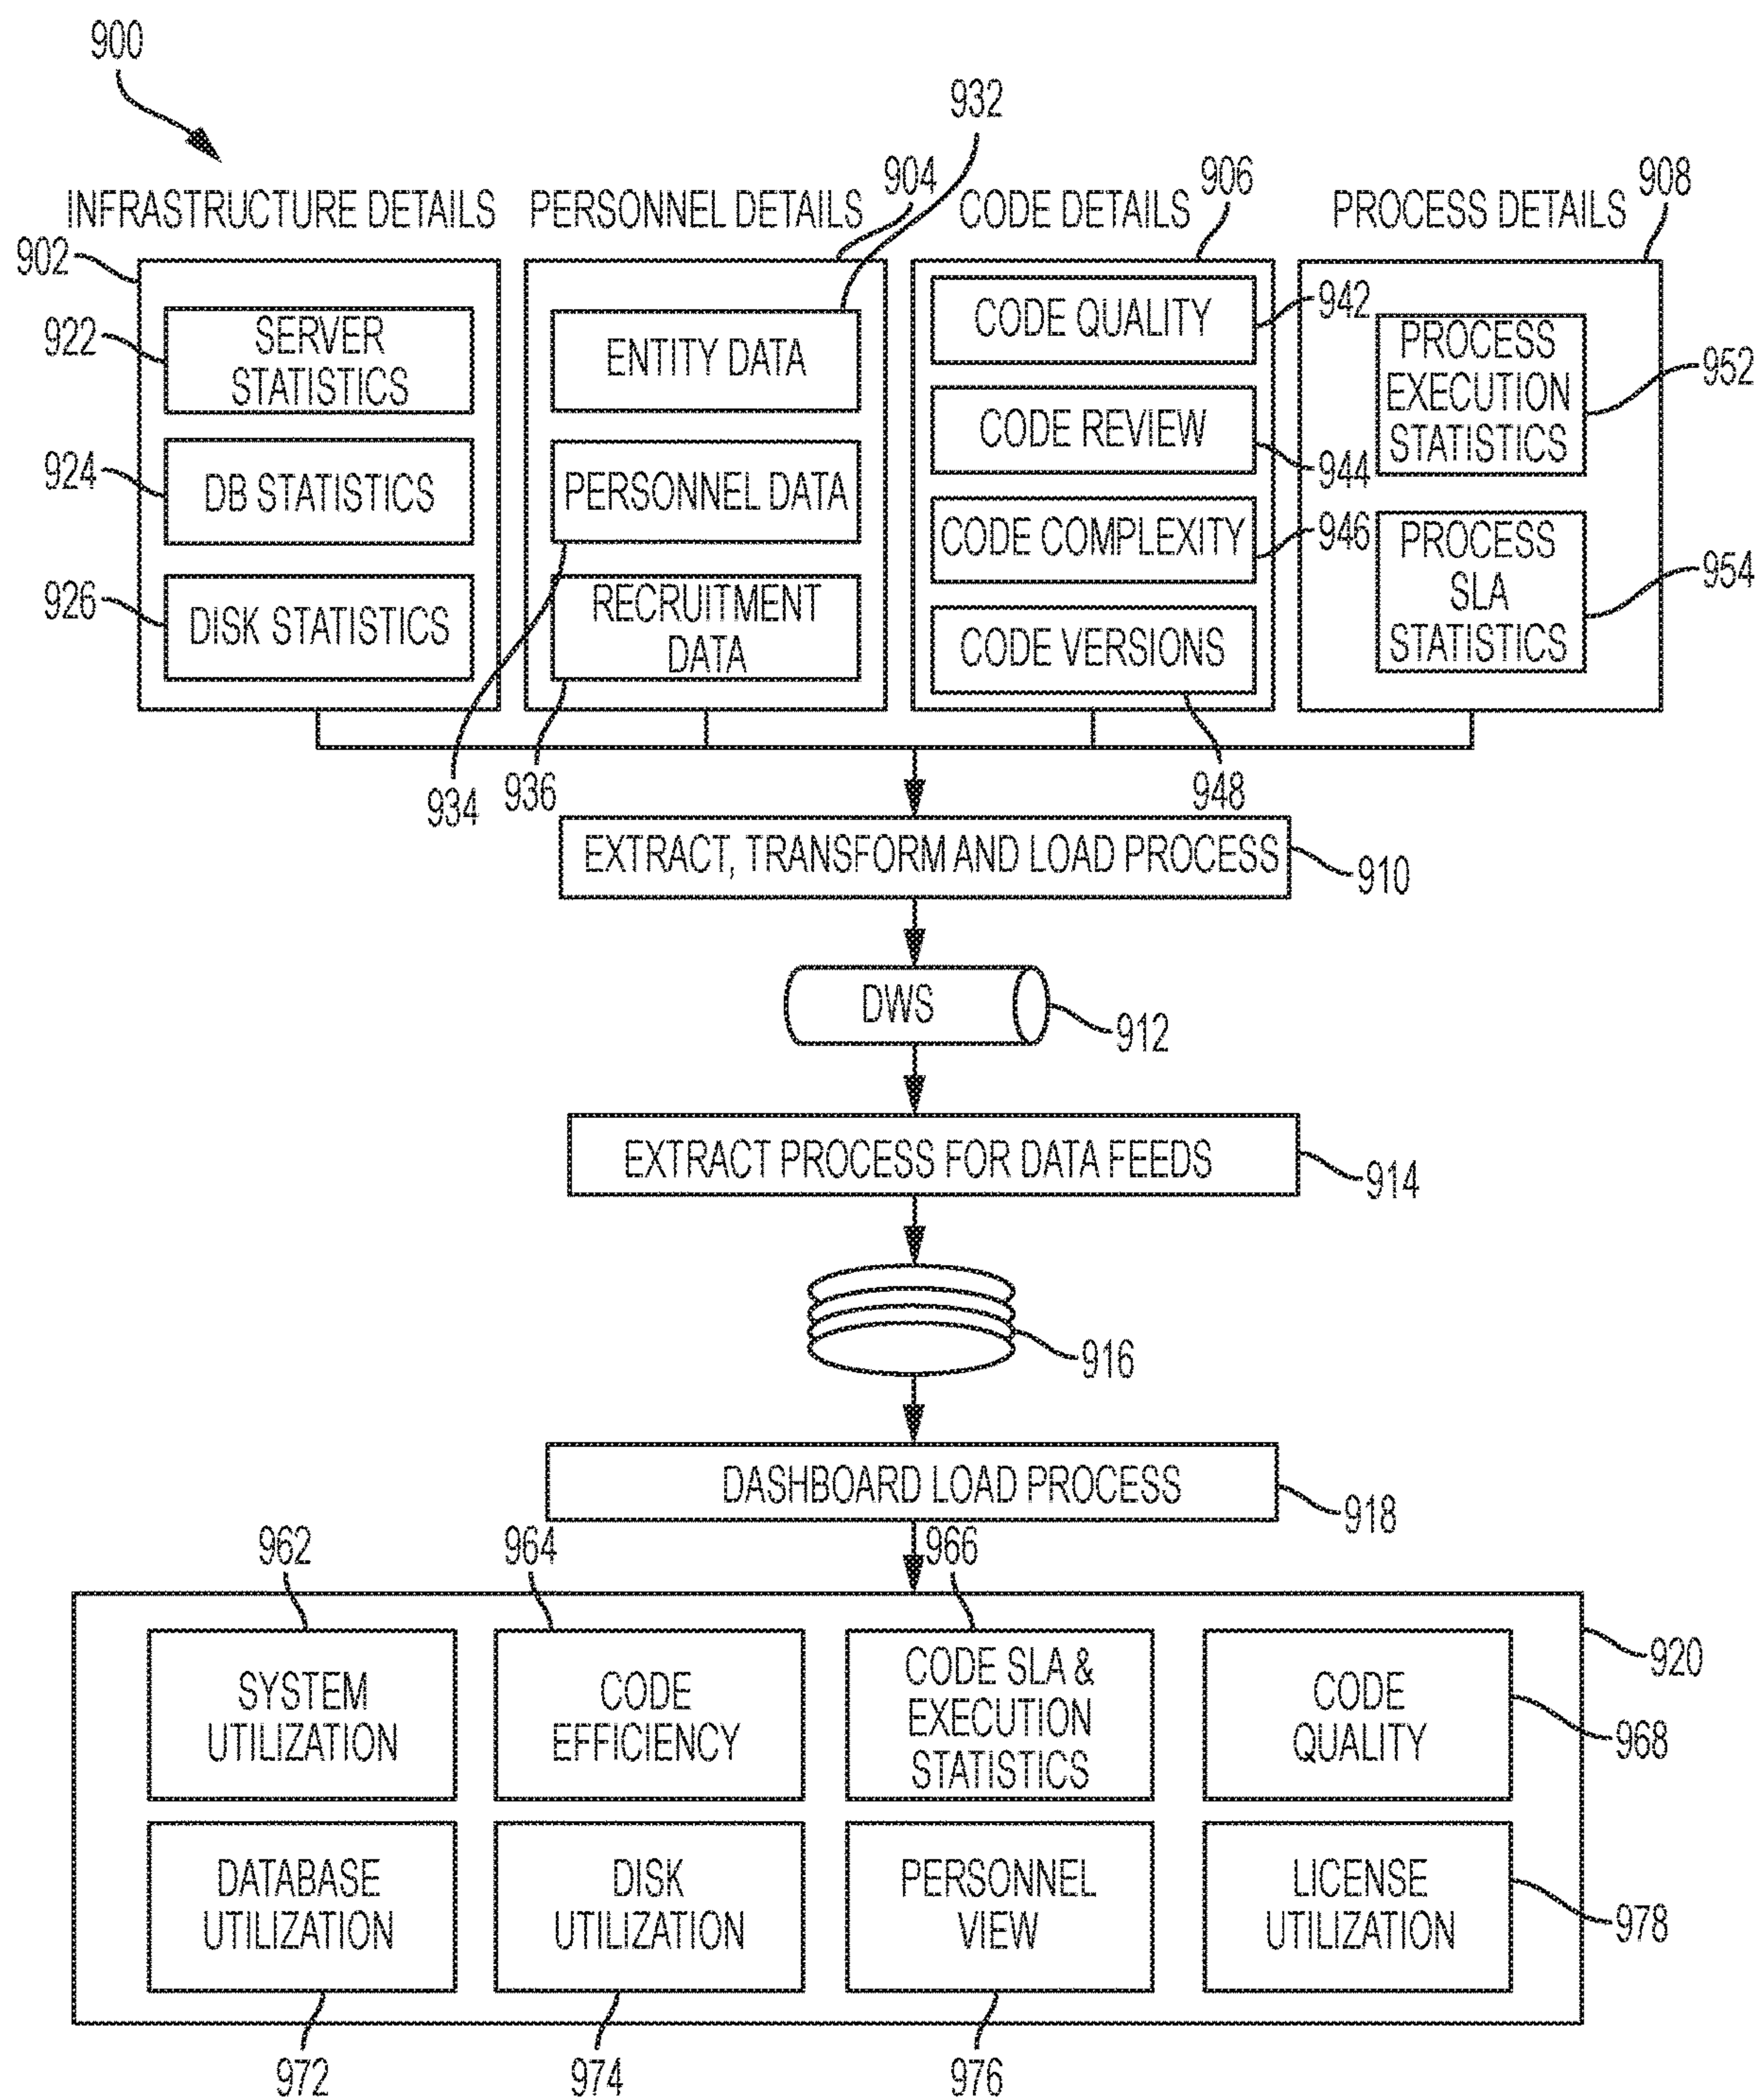 900
932
904
906
908
INFRASTRUCTURE DETAILS
PERSONNEL DETAILS
CODE DETAILS
PROCESS DETAILS
902
922
SERVER
STATISTICS
924
DB STATISTICS
926
DISK STATISTICS
ENTITY DATA
PERSONNEL DATA
RECRUITMENT
DATA
934
936
CODE QUALITY
942
CODE REVIEW
944
CODE COMPLEXITY
946
CODE VERSIONS
948
PROCESS
EXECUTION
STATISTICS
952
PROCESS
SLA
STATISTICS
954
EXTRACT, TRANSFORM AND LOAD PROCESS
910
DWS
912
EXTRACT PROCESS FOR DATA FEEDS
914
916
DASHBOARD LOAD PROCESS
918
962
964
966
920
SYSTEM
UTILIZATION
CODE
EFFICIENCY
CODE SLA &
EXECUTION
STATISTICS
CODE
QUALITY
968
DATABASE
UTILIZATION
DISK
UTILIZATION
PERSONNEL
VIEW
LICENSE
UTILIZATION
978
972
974
976